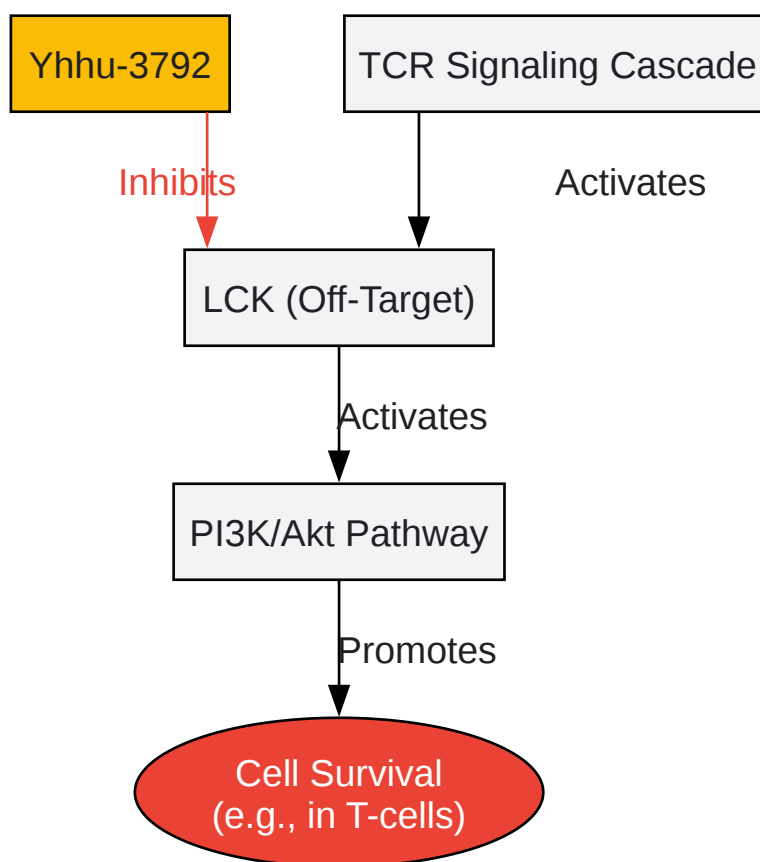 Yhhu-3792
TCR Signaling Cascade
Inhibits
Activates
LCK (Off-Target)
Activates
PI3K/Akt Pathway
Promotes
Cell Survival
(e.g., in T-cells)